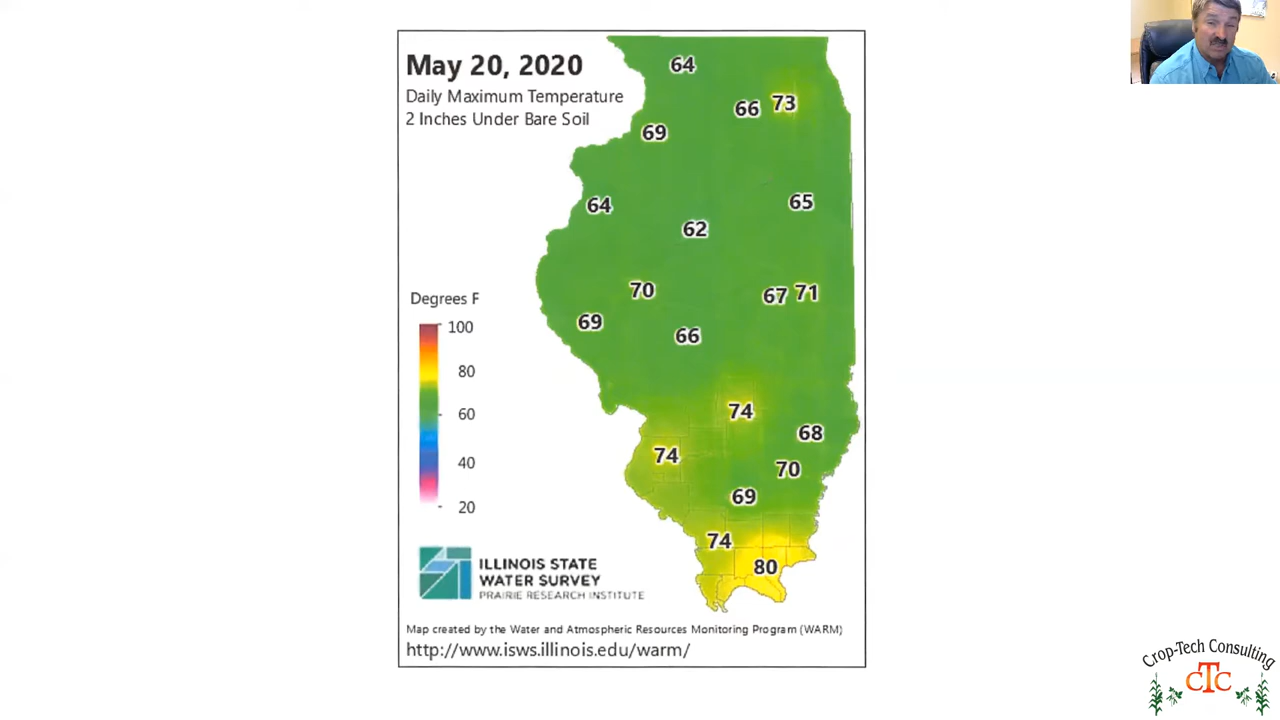 May 20, 2020
Daily Maximum Temperature
2 Inches Under Bare Soil
64
66 73
69
64
65
62
70
67 71
69
66
74
68
74
70
69
74
80
Degrees F
100
80
60
40
20
ILLINOIS STATE
WATER SURVEY
PRAIRIE RESEARCH INSTITUTE
Map created by the Water and Atmospheric Resources Monitoring Program (WARM)
http://www.isws.illinois.edu/warm/
Crop-Tech Consulting
CTC